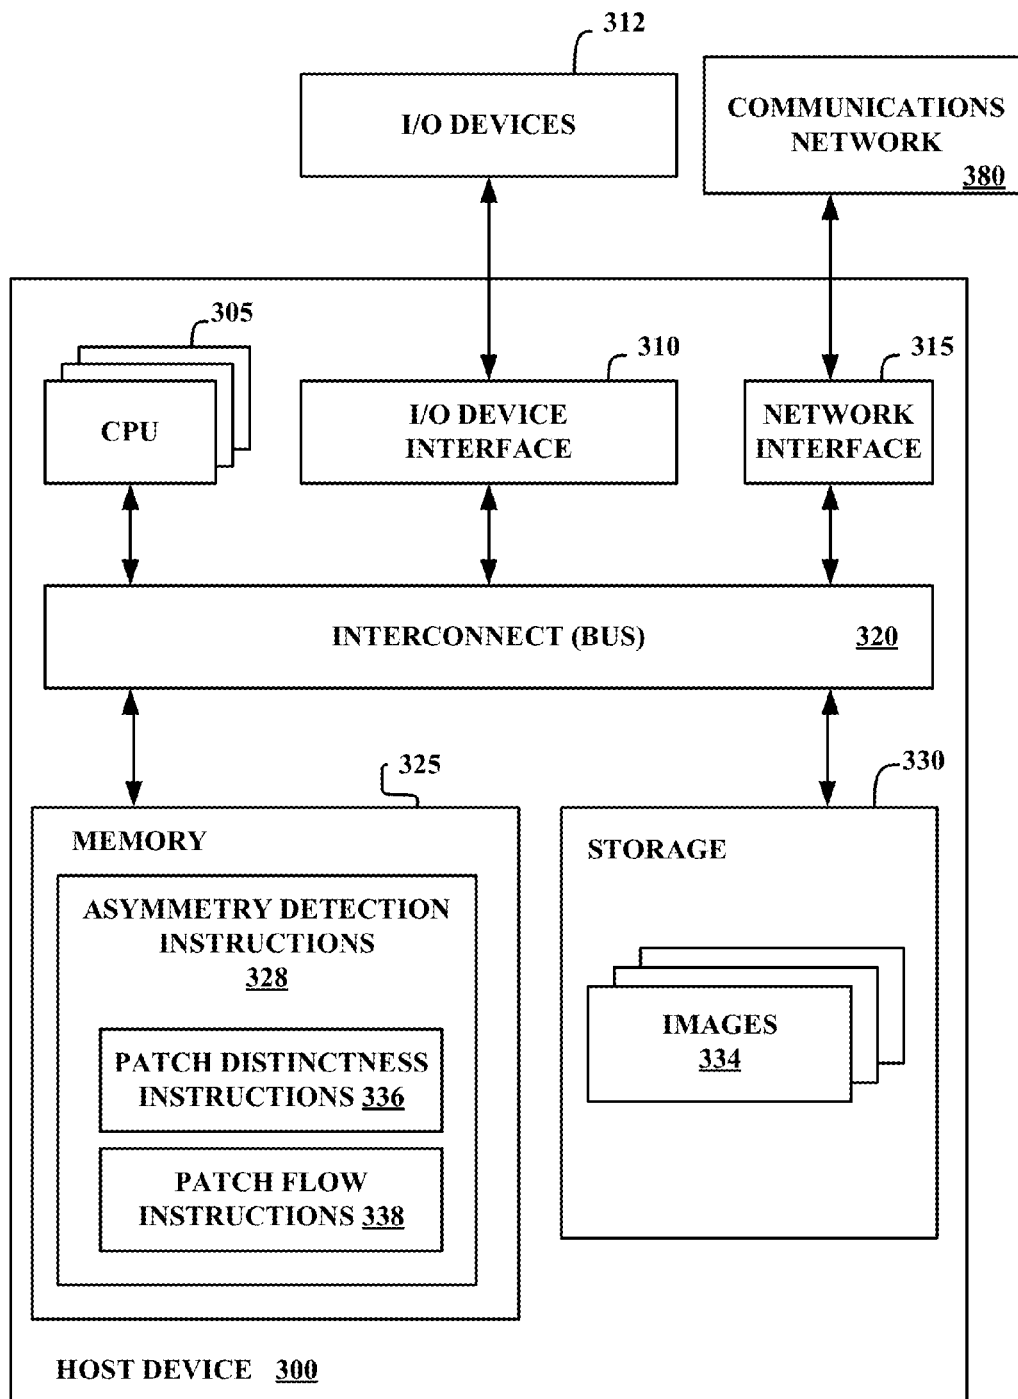 312
I/O DEVICES
COMMUNICATIONS
NETWORK
380
305
310
315
CPU
I/O DEVICE
INTERFACE
NETWORK
INTERFACE
INTERCONNECT (BUS) 320
325
330
MEMORY
ASYMMETRY DETECTION
INSTRUCTIONS
328
PATCH DISTINCTNESS
INSTRUCTIONS 336
PATCH FLOW
INSTRUCTIONS 338
STORAGE
IMAGES
334
HOST DEVICE 300